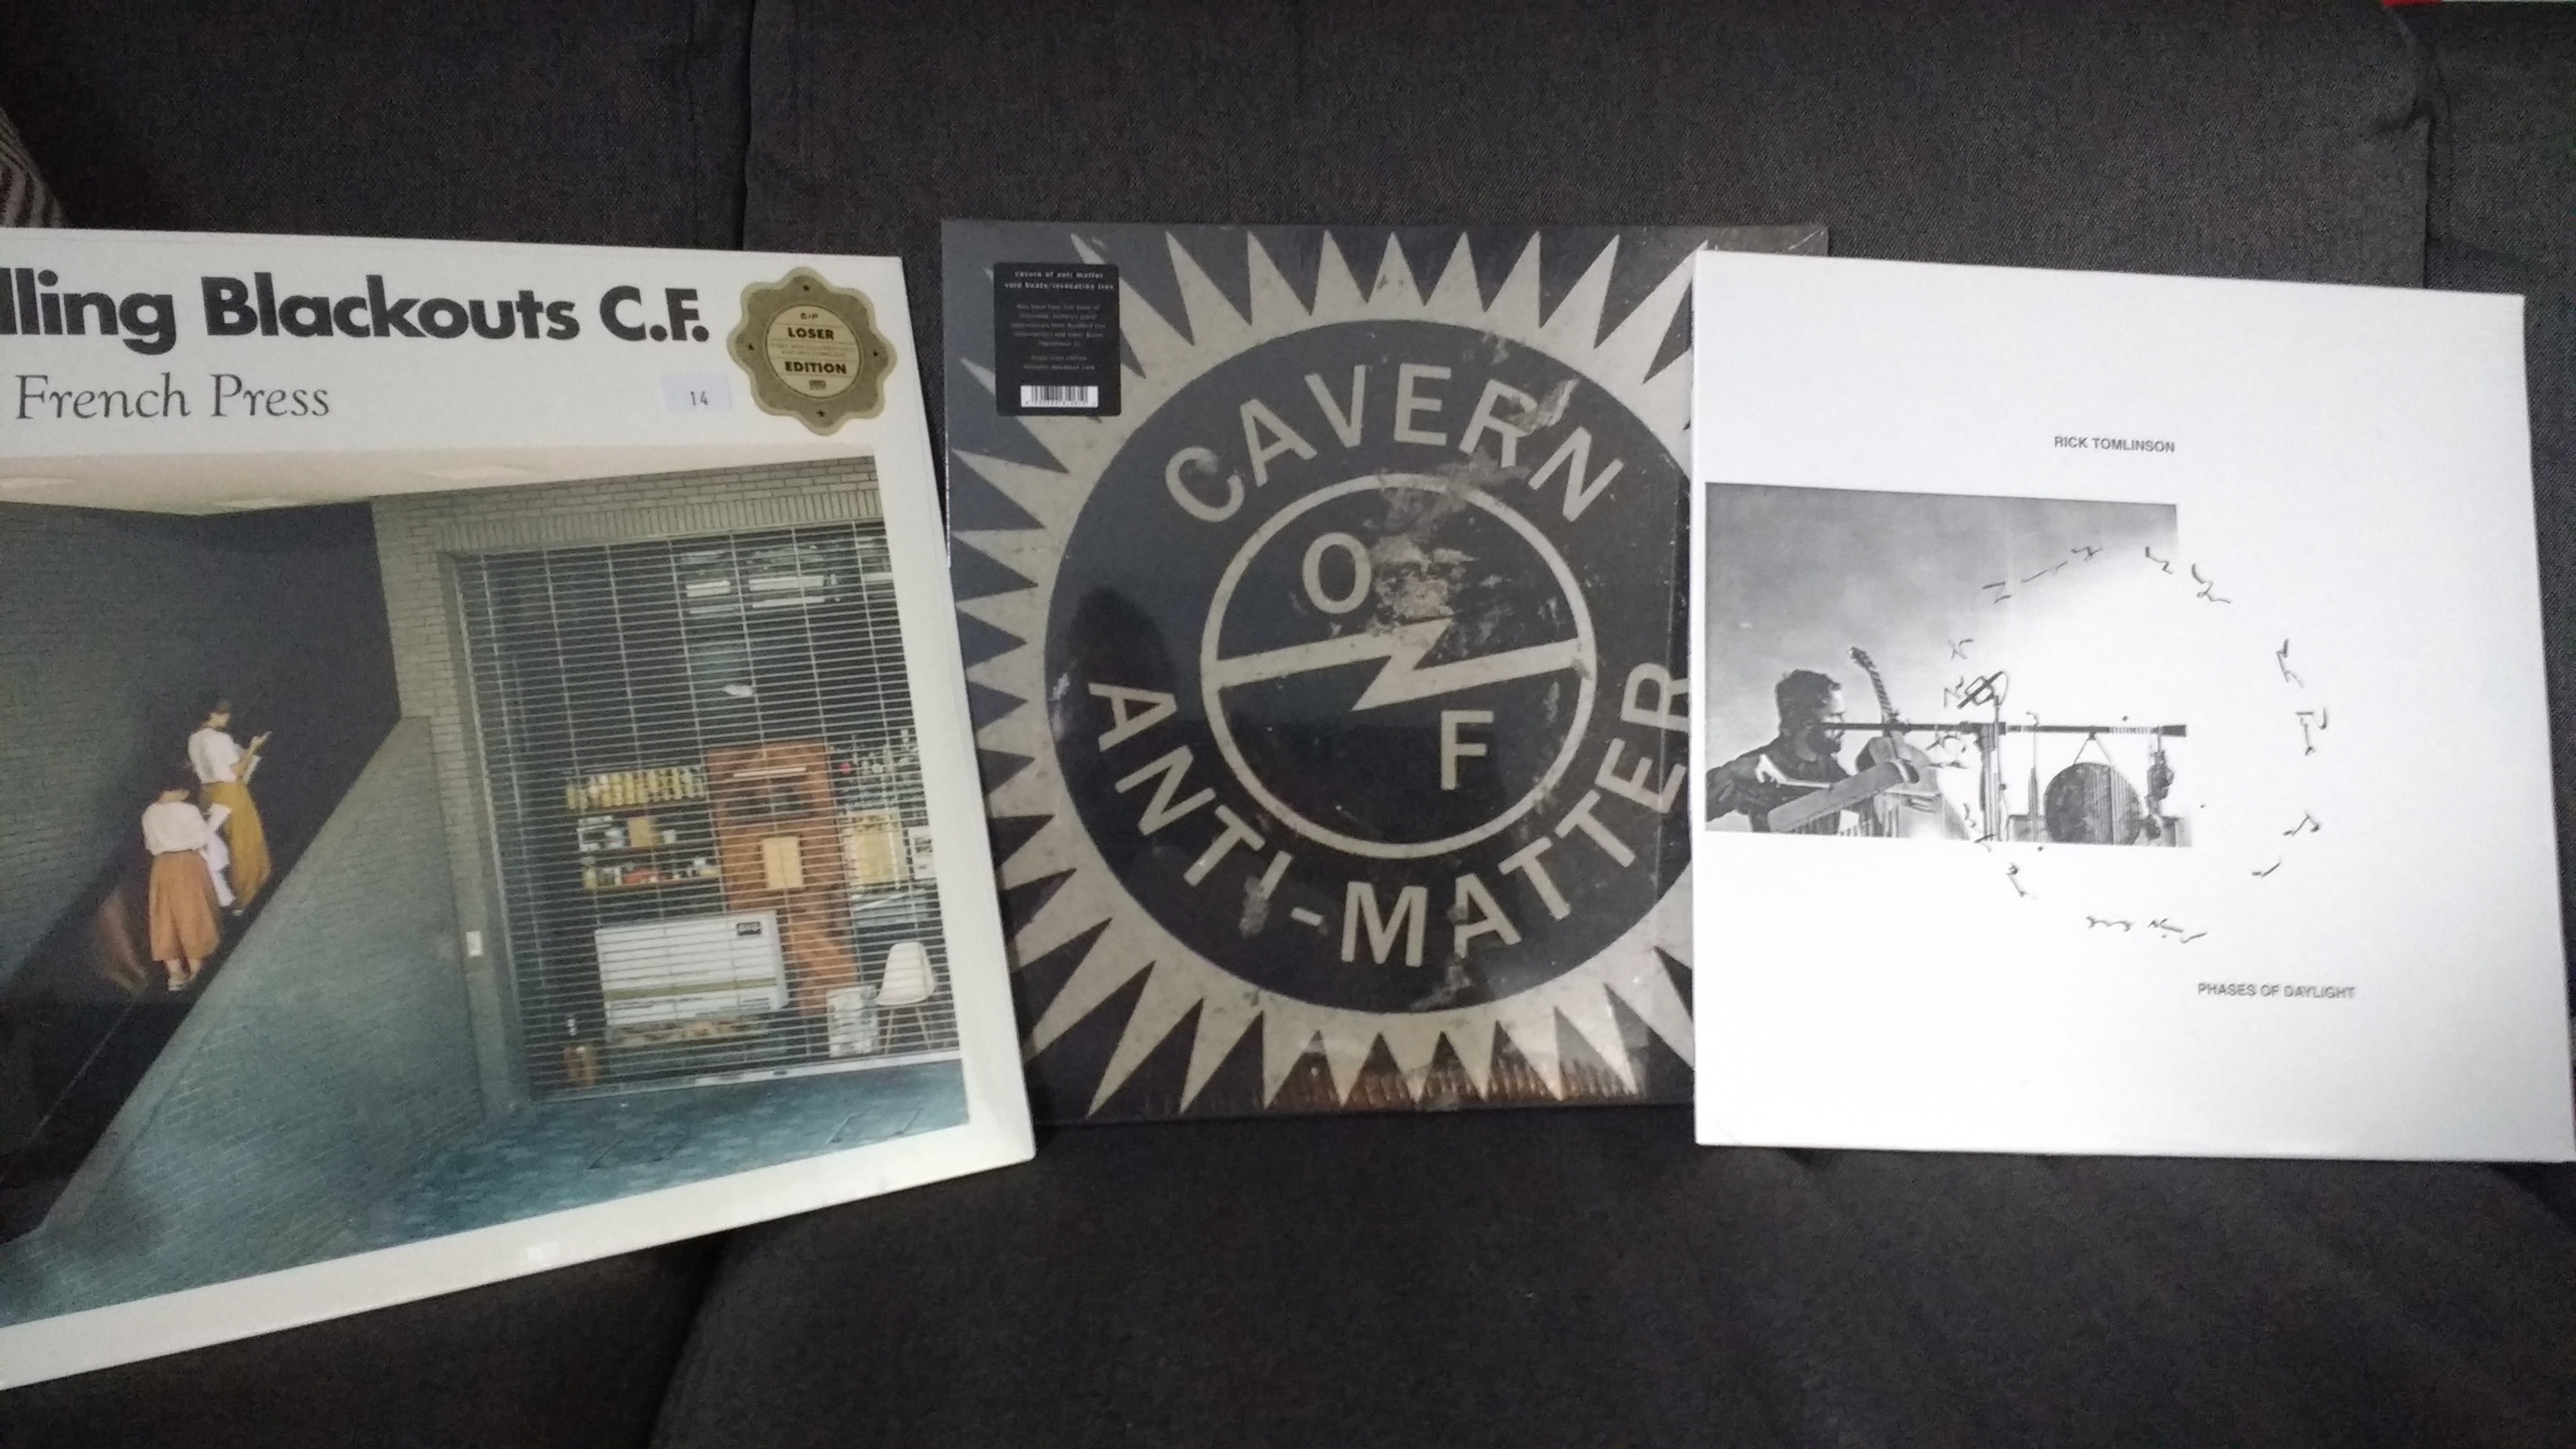 lling Blackouts C.F.
French Press
14
SUP
LOSER
EDITION
cavern of anti matter
void beats/invocation trex
CAVERN
O
F
ANTI-MATTER
RICK TOMLINSON
PHASES OF DAYLIGHT